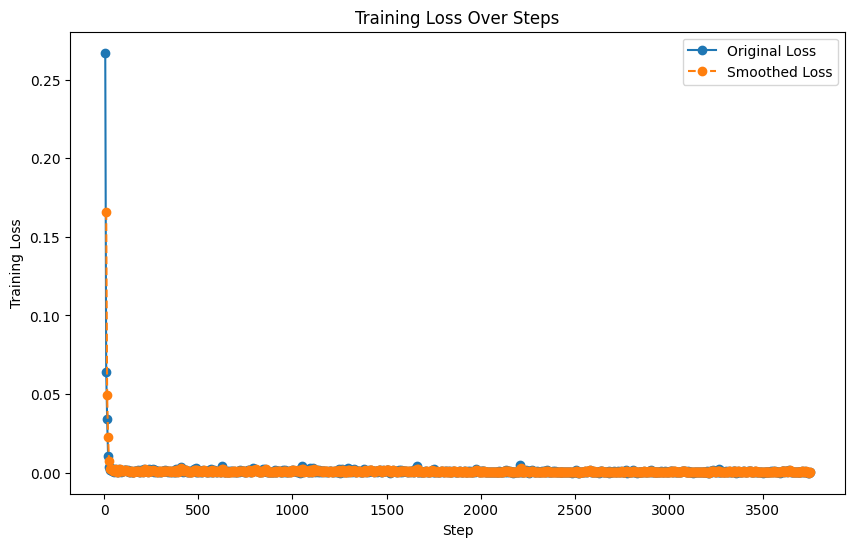 Training Loss Over Steps
Original Loss
Smoothed Loss
Training Loss
0.25
0.20
0.15
0.10
0.05
0.00
0 500 1000 1500 2000 2500 3000 3500
Step